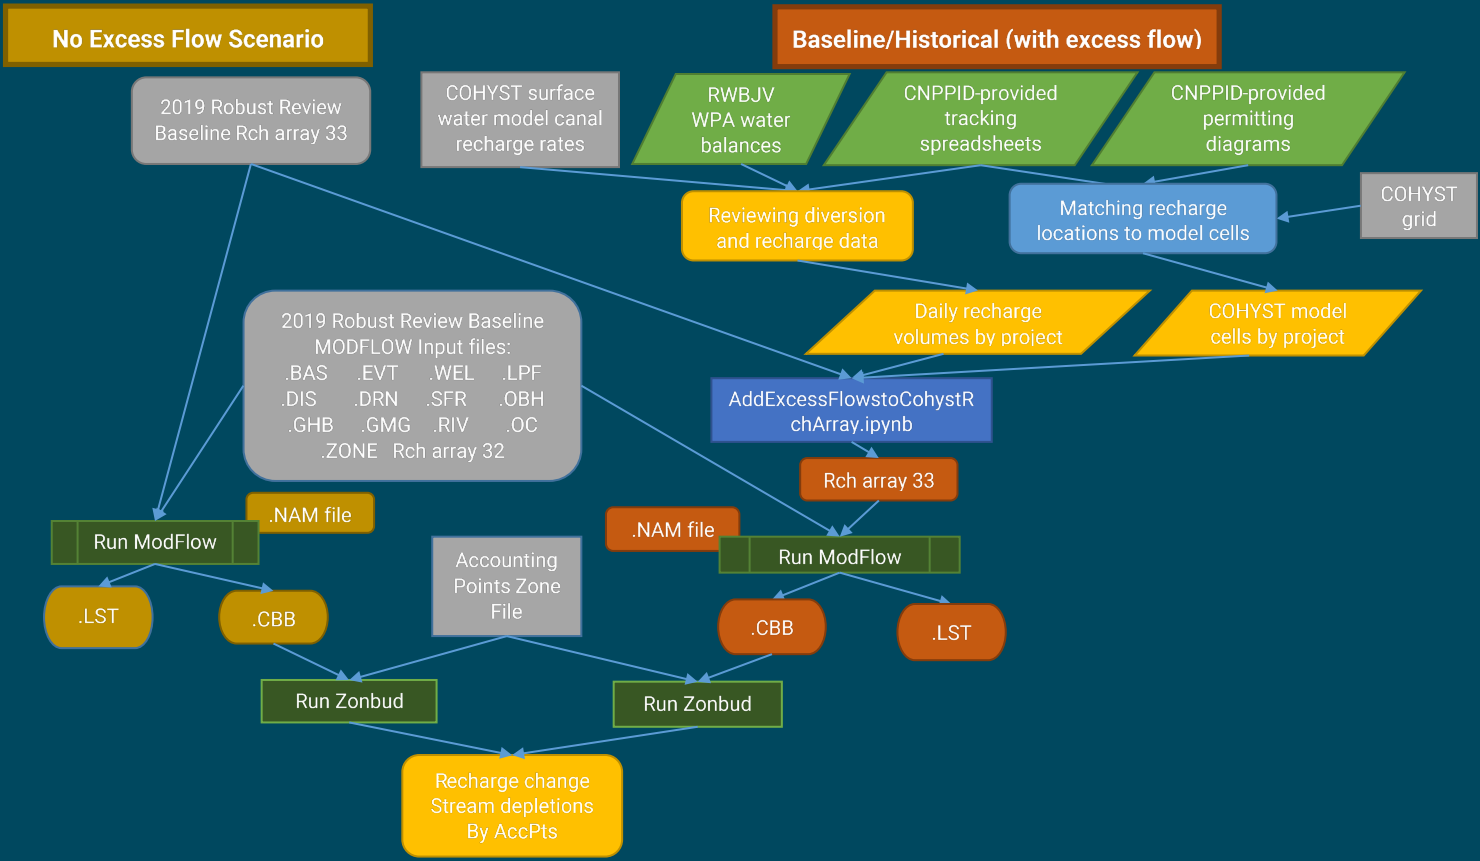 No Excess Flow Scenario
Baseline/Historical (with excess flow)
2019 Robust Review
Baseline Rch array 33
COHYST surface
water model canal
recharge rates
RWBJV
WPA water
balances
CNPPID-provided
tracking
spreadsheets
CNPPID-provided
permitting
diagrams
Reviewing diversion
and recharge data
Matching recharge
locations to model cells
COHYST
grid
2019 Robust Review Baseline
MODFLOW Input files:
.BAS .EVT .WEL .LPF
.DIS .DRN .SFR .OBH
.GHB .GMG .RIV .OC
.ZONE Rch array 32
Daily recharge
volumes by project
COHYST model
cells by project
AddExcessFlowstoCohystR
chArray.ipynb
Rch array 33
.NAM file
Run ModFlow
.NAM file
Run ModFlow
Accounting
Points Zone
File
.LST
.CBB
.CBB
.LST
Run Zonbud
Run Zonbud
Recharge change
Stream depletions
By AccPts